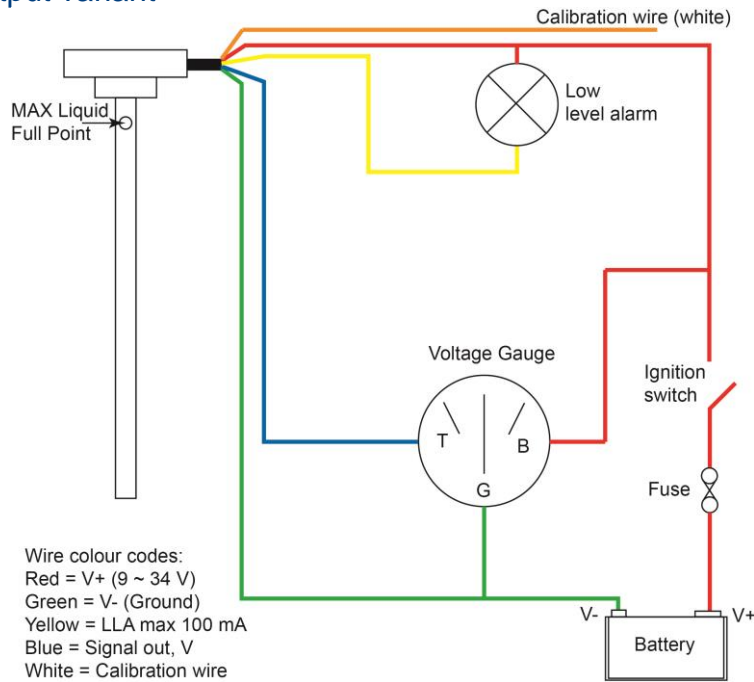 Calibration wire (white)
MAX Liquid
Full Point
Low
level alarm
Voltage Gauge
T
B
G
Ignition
switch
Fuse
Wire colour codes:
Red = V+ (9 ~ 34 V)
Green = V- (Ground)
Yellow = LLA max 100 mA
Blue = Signal out, V
White = Calibration wire
V-
V+
Battery